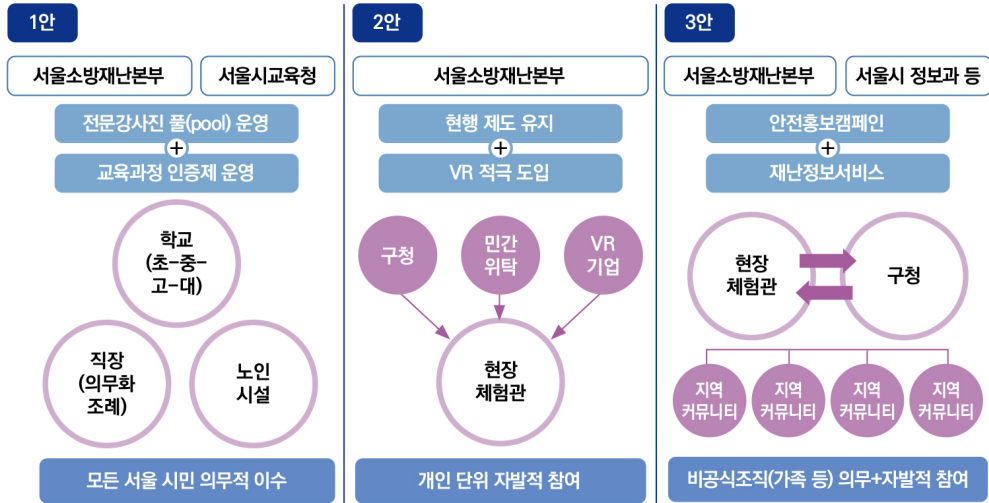 1안
서울소방재난본부
서울시교육청
전문강사진 풀(pool) 운영
+
교육과정 인증제 운영
학교
(초-중-
고-대)
직장
(의무화
조례)
노인
시설
모든 서울 시민 의무적 이수
2안
서울소방재난본부
현행 제도 유지
+
VR 적극 도입
구청
민간
위탁
VR
기업
현장
체험관
개인 단위 자발적 참여
3안
서울소방재난본부
서울시 정보과 등
안전홍보캠페인
+
재난정보서비스
현장
체험관
구청
지역
커뮤니티
지역
커뮤니티
지역
커뮤니티
지역
커뮤니티
비공식조직(가족 등) 의무+자발적 참여